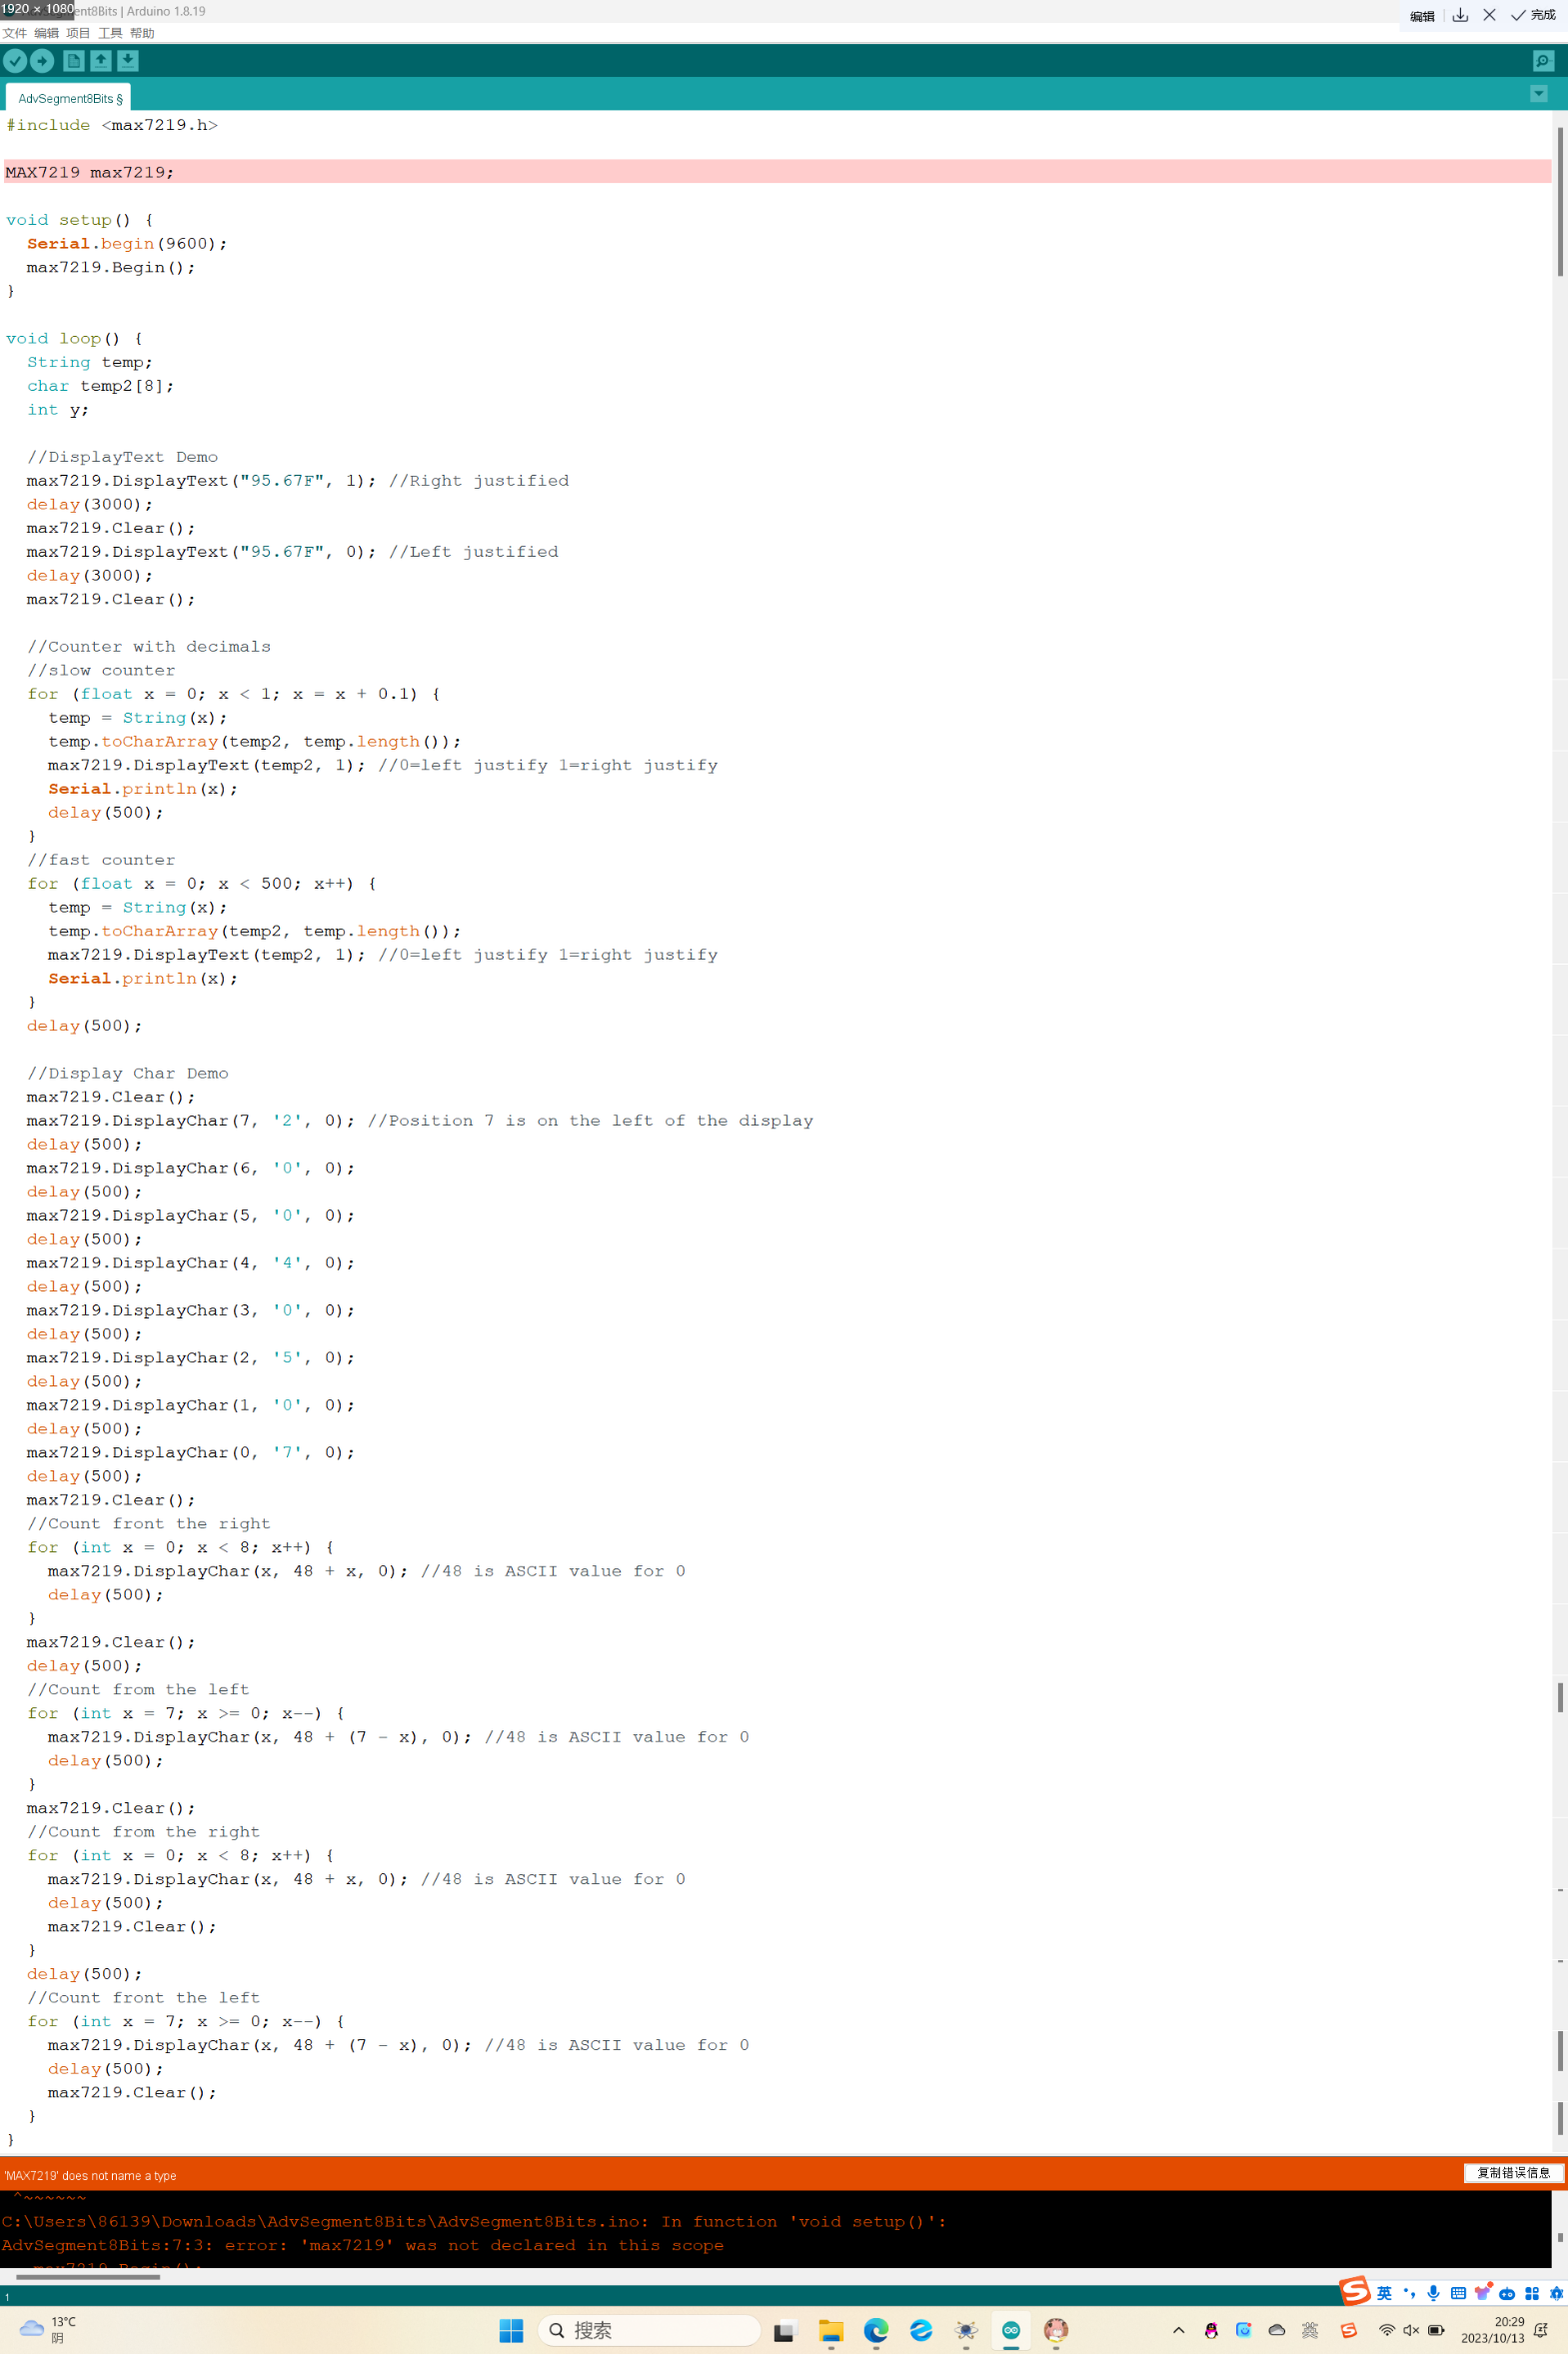 1920 × 1080
Segment8Bits | Arduino 1.8.19
编辑
完成
文件 编辑 项目 工具 帮助
AdvSegment8Bits §
#include <max7219.h>
MAX7219 max7219;
void setup() {
  Serial.begin(9600);
  max7219.Begin();
}
void loop() {
  String temp;
  char temp2[8];
  int y;
  //DisplayText Demo
  max7219.DisplayText("95.67F", 1); //Right justified
  delay(3000);
  max7219.Clear();
  max7219.DisplayText("95.67F", 0); //Left justified
  delay(3000);
  max7219.Clear();
  //Counter with decimals
  //slow counter
  for (float x = 0; x < 1; x = x + 0.1) {
    temp = String(x);
    temp.toCharArray(temp2, temp.length());
    max7219.DisplayText(temp2, 1); //0=left justify 1=right justify
    Serial.println(x);
    delay(500);
  }
  //fast counter
  for (float x = 0; x < 500; x++) {
    temp = String(x);
    temp.toCharArray(temp2, temp.length());
    max7219.DisplayText(temp2, 1); //0=left justify 1=right justify
    Serial.println(x);
  }
  delay(500);
  //Display Char Demo
  max7219.Clear();
  max7219.DisplayChar(7, '2', 0); //Position 7 is on the left of the display
  delay(500);
  max7219.DisplayChar(6, '0', 0);
  delay(500);
  max7219.DisplayChar(5, '0', 0);
  delay(500);
  max7219.DisplayChar(4, '4', 0);
  delay(500);
  max7219.DisplayChar(3, '0', 0);
  delay(500);
  max7219.DisplayChar(2, '5', 0);
  delay(500);
  max7219.DisplayChar(1, '0', 0);
  delay(500);
  max7219.DisplayChar(0, '7', 0);
  delay(500);
  max7219.Clear();
  //Count front the right
  for (int x = 0; x < 8; x++) {
    max7219.DisplayChar(x, 48 + x, 0); //48 is ASCII value for 0
    delay(500);
  }
  max7219.Clear();
  delay(500);
  //Count from the left
  for (int x = 7; x >= 0; x--) {
    max7219.DisplayChar(x, 48 + (7 - x), 0); //48 is ASCII value for 0
    delay(500);
  }
  max7219.Clear();
  //Count from the right
  for (int x = 0; x < 8; x++) {
    max7219.DisplayChar(x, 48 + x, 0); //48 is ASCII value for 0
    delay(500);
    max7219.Clear();
  }
  delay(500);
  //Count front the left
  for (int x = 7; x >= 0; x--) {
    max7219.DisplayChar(x, 48 + (7 - x), 0); //48 is ASCII value for 0
    delay(500);
    max7219.Clear();
  }
}
'MAX7219' does not name a type
复制错误信息
^~~~~~~
C:\Users\86139\Downloads\AdvSegment8Bits\AdvSegment8Bits.ino: In function 'void setup()':
AdvSegment8Bits:7:3: error: 'max7219' was not declared in this scope
max7219.Begin();
1
英
13°C
阴
搜索
20:29
2023/10/13